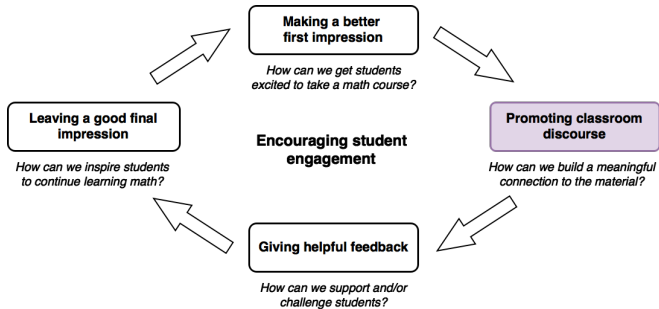 Making a better
first impression
How can we get students
excited to take a math course?
Leaving a good final
impression
How can we inspire students
to continue learning math?
Encouraging student
engagement
Promoting classroom
discourse
How can we build a meaningful
connection to the material?
Giving helpful feedback
How can we support and/or
challenge students?